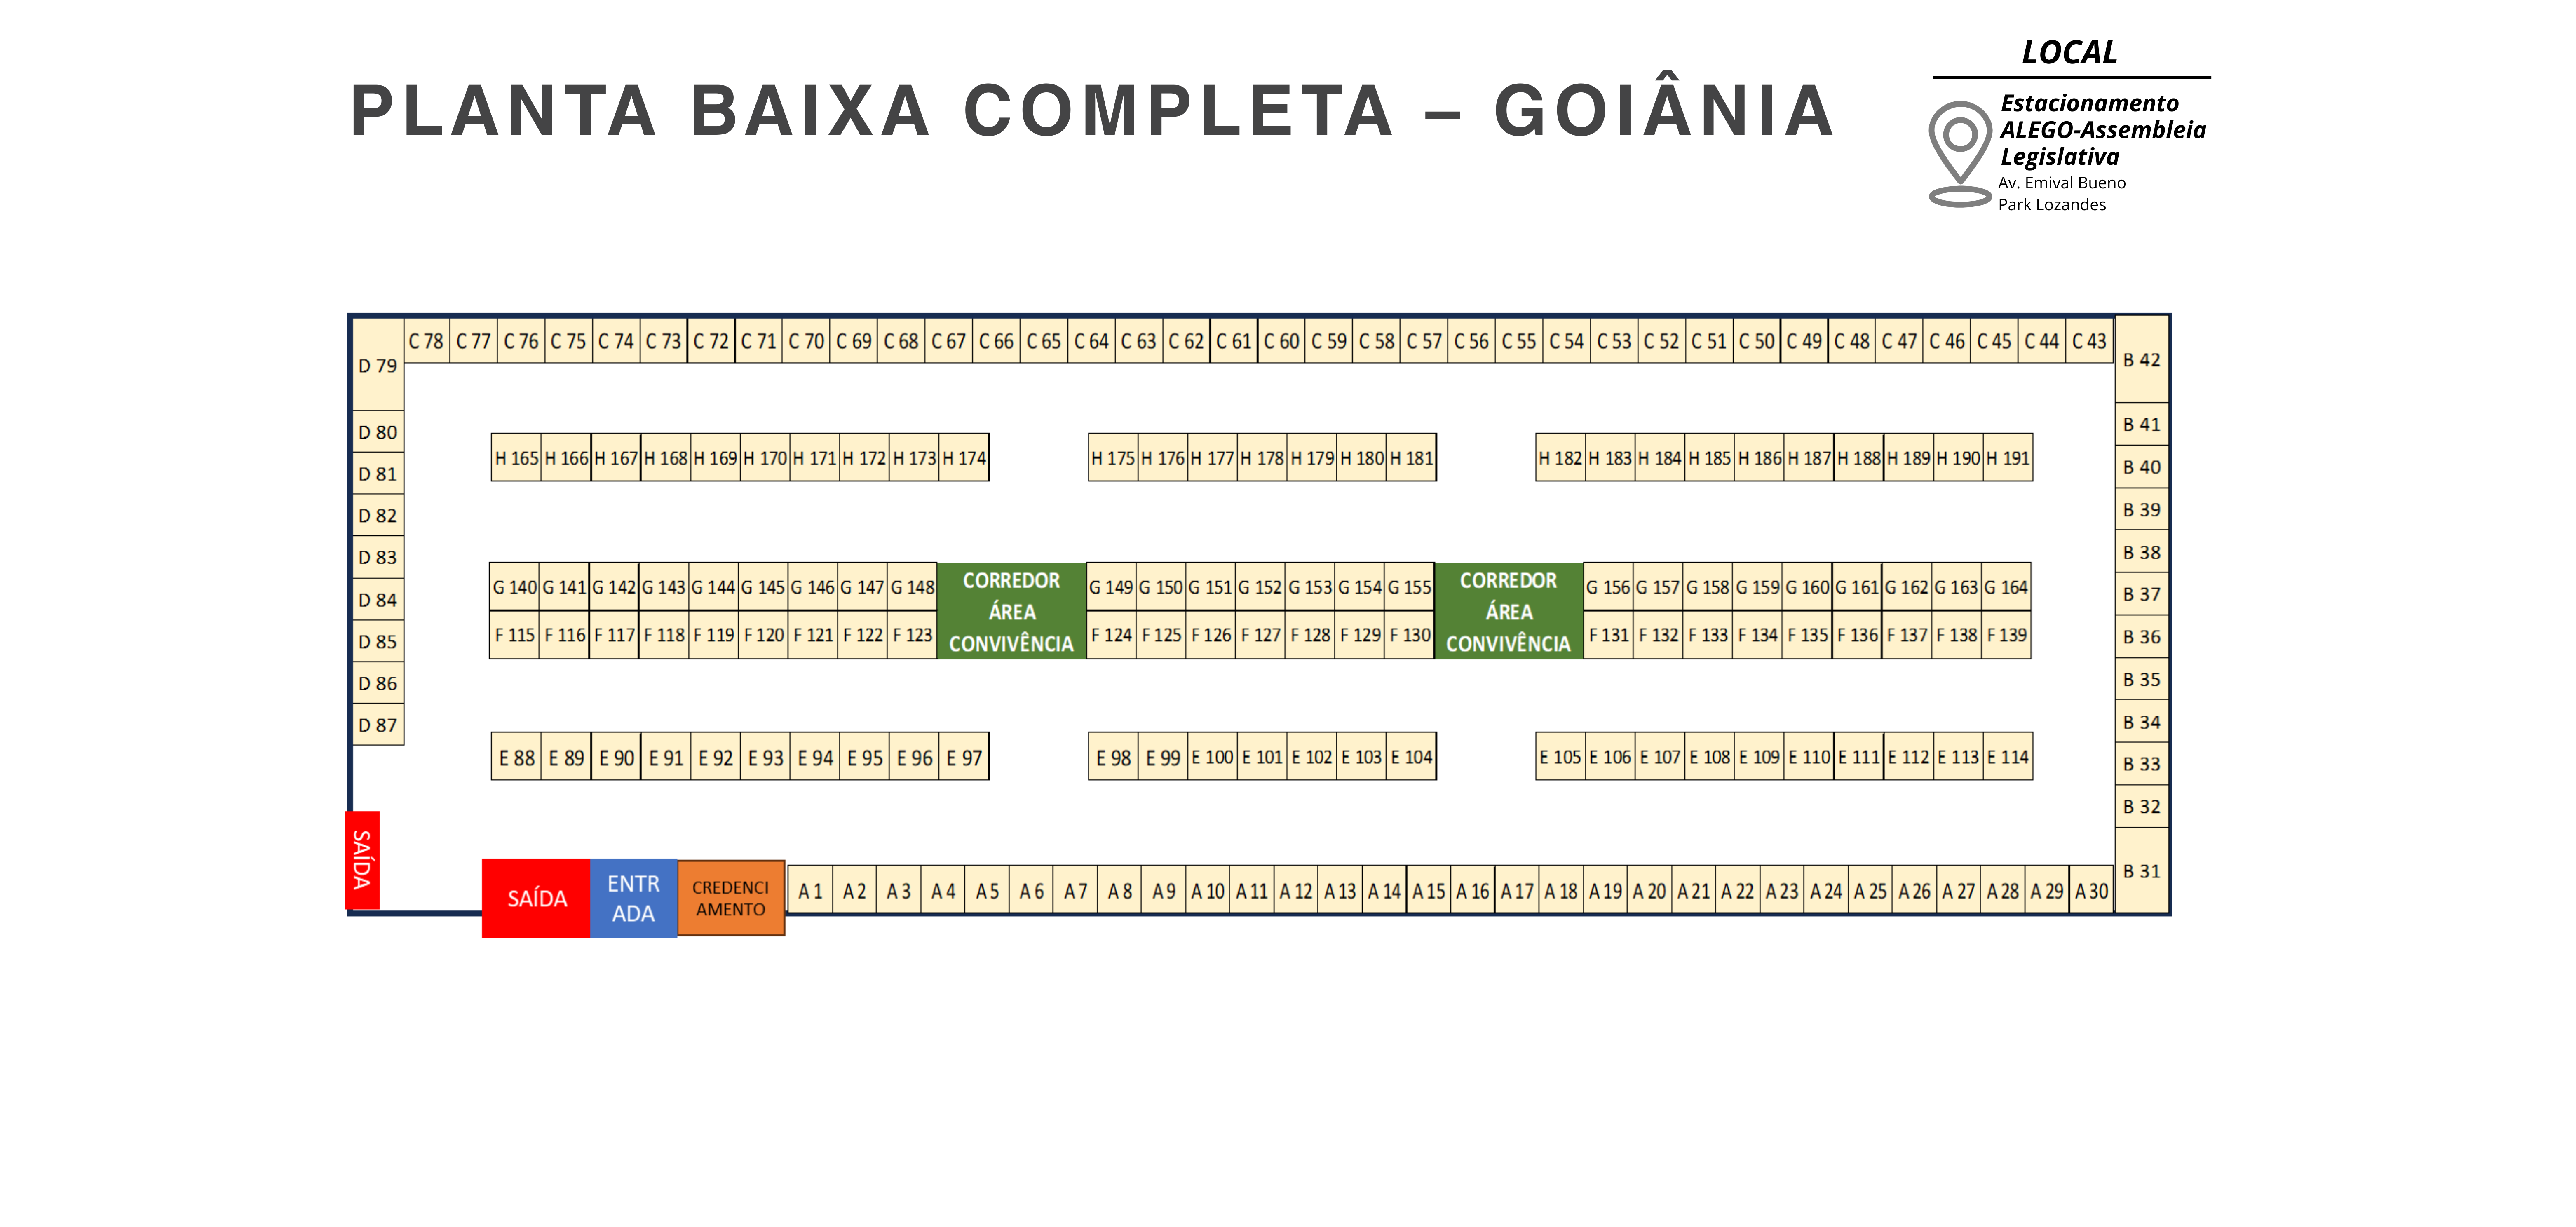 PLANTA BAIXA COMPLETA – GOIÂNIA
LOCAL
Estacionamento
ALEGO-Assembleia
Legislativa
Av. Emival Bueno
Park Lozandes
C 78 C 77 C 76 C 75 C 74 C 73 C 72 C 71 C 70 C 69 C 68 C 67 C 66 C 65 C 64 C 63 C 62 C 61 C 60 C 59 C 58 C 57 C 56 C 55 C 54 C 53 C 52 C 51 C 50 C 49 C 48 C 47 C 46 C 45 C 44 C 43
D 79
D 80
D 81
D 82
D 83
D 84
D 85
D 86
D 87
B 42
B 41
B 40
B 39
B 38
B 37
B 36
B 35
B 34
B 33
B 32
B 31
H 165 H 166 H 167 H 168 H 169 H 170 H 171 H 172 H 173 H 174
H 175 H 176 H 177 H 178 H 179 H 180 H 181
H 182 H 183 H 184 H 185 H 186 H 187 H 188 H 189 H 190 H 191
G 140 G 141 G 142 G 143 G 144 G 145 G 146 G 147 G 148
F 115 F 116 F 117 F 118 F 119 F 120 F 121 F 122 F 123
CORREDOR
ÁREA
CONVIVÊNCIA
G 149 G 150 G 151 G 152 G 153 G 154 G 155
F 124 F 125 F 126 F 127 F 128 F 129 F 130
CORREDOR
ÁREA
CONVIVÊNCIA
G 156 G 157 G 158 G 159 G 160 G 161 G 162 G 163 G 164
F 131 F 132 F 133 F 134 F 135 F 136 F 137 F 138 F 139
E 88 E 89 E 90 E 91 E 92 E 93 E 94 E 95 E 96 E 97
E 98 E 99 E 100 E 101 E 102 E 103 E 104
E 105 E 106 E 107 E 108 E 109 E 110 E 111 E 112 E 113 E 114
SAÍDA
SAÍDA
ENTR
ADA
CREDENCI
AMENTO
A 1 A 2 A 3 A 4 A 5 A 6 A 7 A 8 A 9 A 10 A 11 A 12 A 13 A 14 A 15 A 16 A 17 A 18 A 19 A 20 A 21 A 22 A 23 A 24 A 25 A 26 A 27 A 28 A 29 A 30